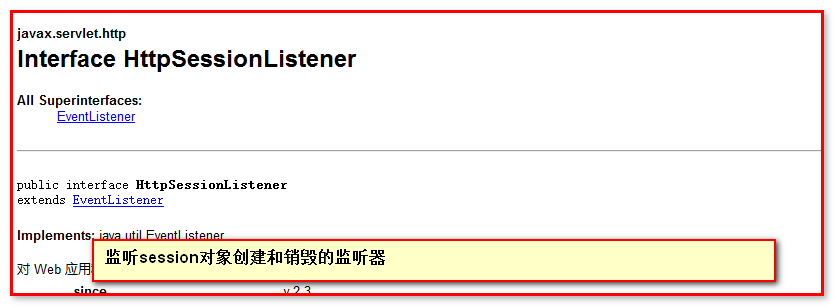 javax.servlet.http
Interface HttpSessionListener
All Superinterfaces:
EventListener
public interface HttpSessionListener
extends EventListener
Implements: java.util.EventListener
监听session对象创建和销毁的监听器
对 Web 应用
since v 2.3